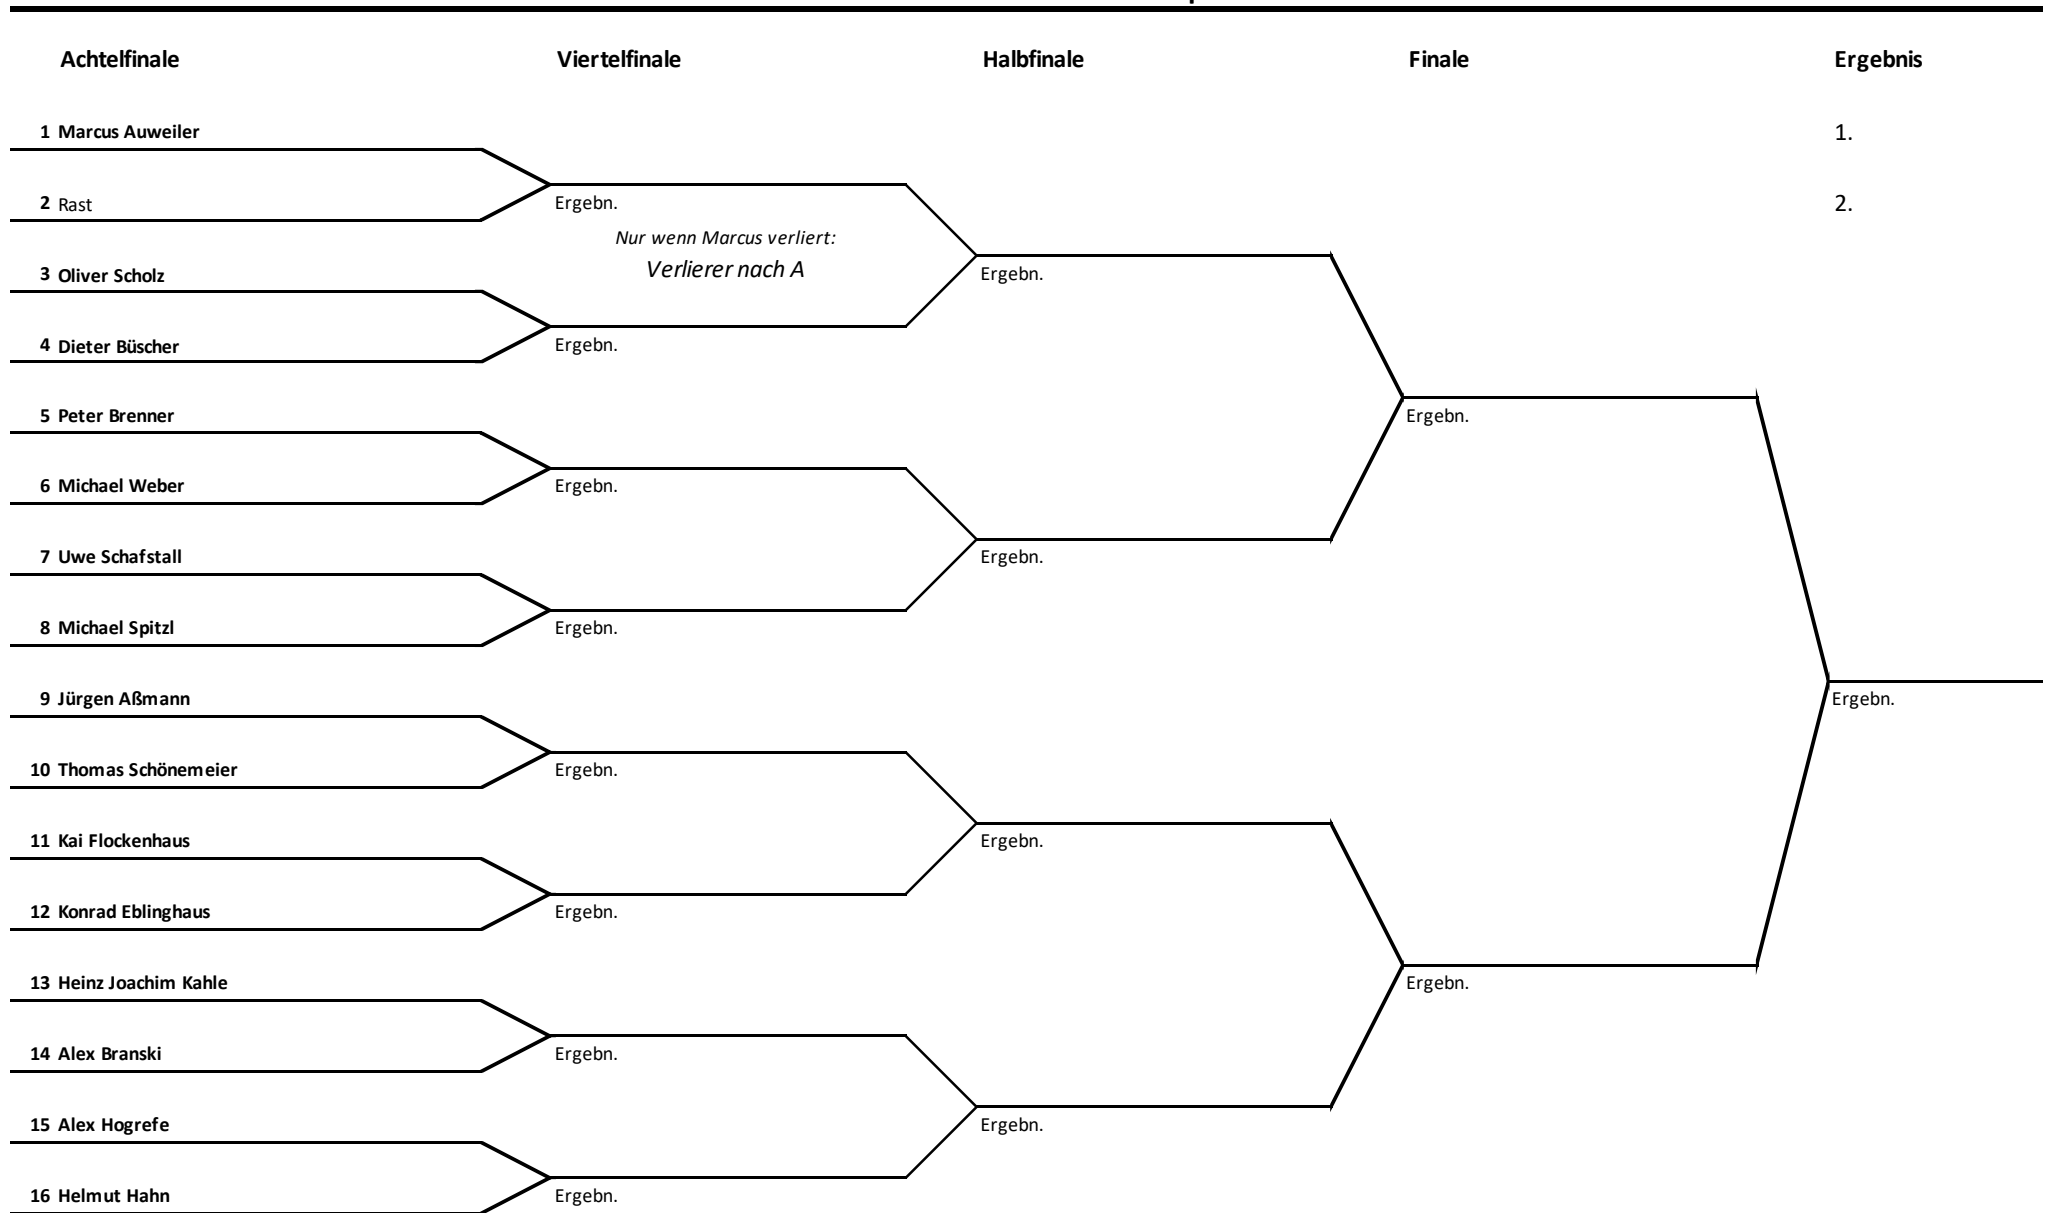 Achtelfinale Viertelfinale Halbfinale Finale Ergebnis
1 Marcus Auweiler 1.
2 Rast Ergebn. 2.
Nur wenn Marcus verliert:
Verlierer nach A
3 Oliver Scholz Ergebn.
4 Dieter Büscher Ergebn.
5 Peter Brenner Ergebn.
6 Michael Weber Ergebn.
7 Uwe Schafstall Ergebn.
8 Michael Spitzl Ergebn.
9 Jürgen Aßmann Ergebn.
10 Thomas Schönemeier Ergebn.
11 Kai Flockenhaus Ergebn.
12 Konrad Eblinghaus Ergebn.
13 Heinz Joachim Kahle Ergebn.
14 Alex Branski Ergebn.
15 Alex Hogrefe Ergebn.
16 Helmut Hahn Ergebn.